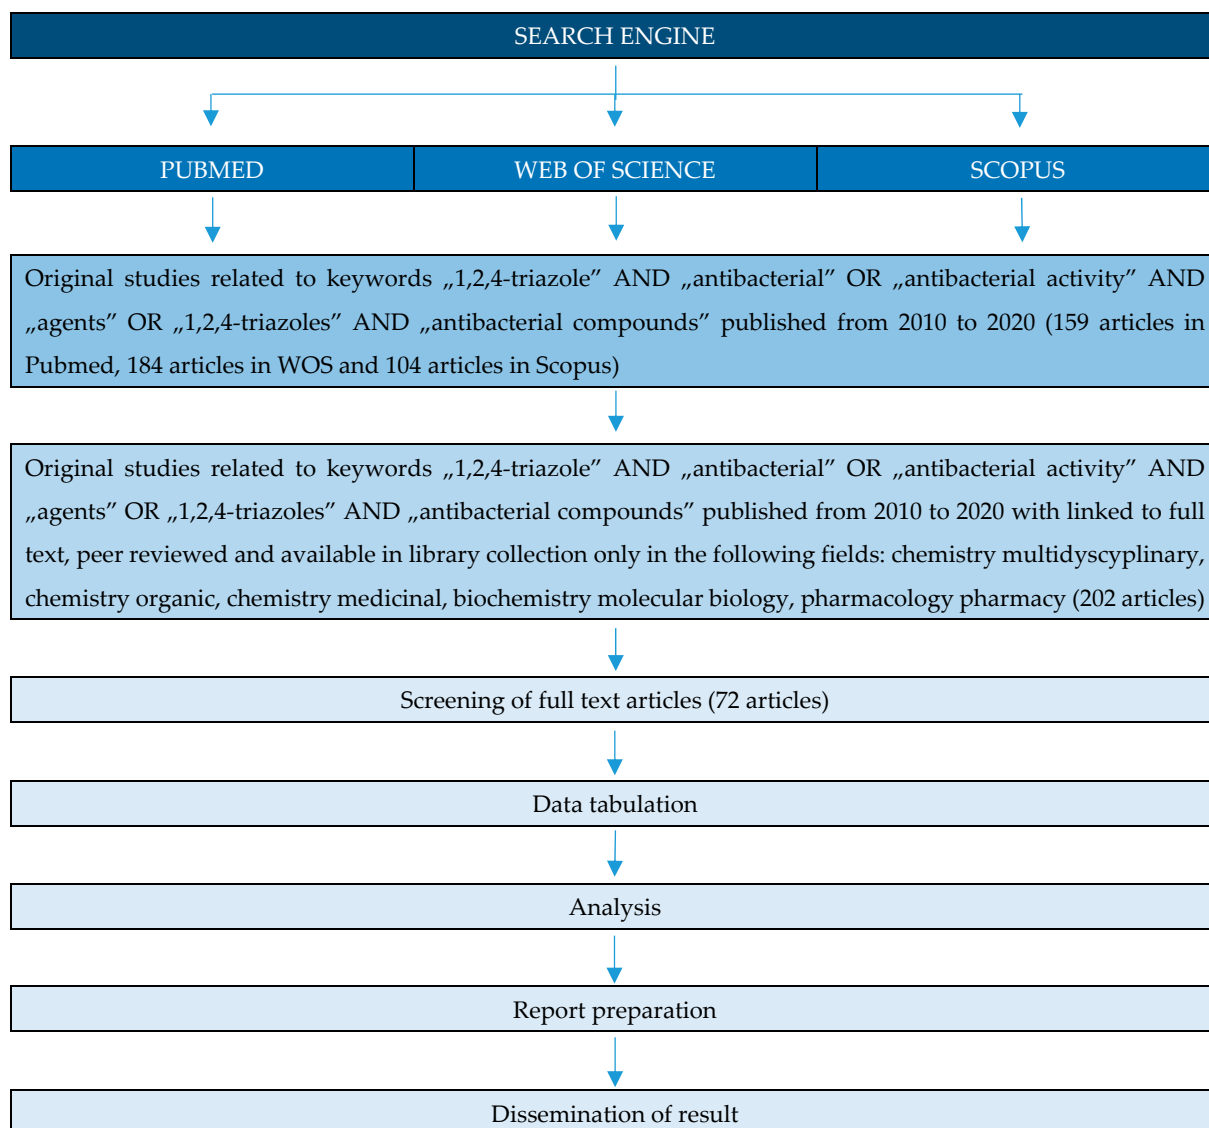 SEARCH ENGINE
PUBMED
WEB OF SCIENCE
SCOPUS
Original studies related to keywords „1,2,4-triazole” AND „antibacterial” OR „antibacterial activity” AND
„agents” OR „1,2,4-triazoles” AND „antibacterial compounds” published from 2010 to 2020 (159 articles in
Pubmed, 184 articles in WOS and 104 articles in Scopus)
Original studies related to keywords „1,2,4-triazole” AND „antibacterial” OR „antibacterial activity” AND
„agents” OR „1,2,4-triazoles” AND „antibacterial compounds” published from 2010 to 2020 with linked to full
text, peer reviewed and available in library collection only in the following fields: chemistry multidyscyplinary,
chemistry organic, chemistry medicinal, biochemistry molecular biology, pharmacology pharmacy (202 articles)
Screening of full text articles (72 articles)
Data tabulation
Analysis
Report preparation
Dissemination of result